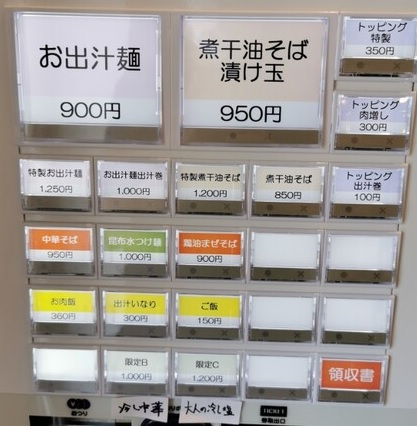 お出汁麺
900円
煮干油そば
漬け玉
950円
トッピング
特製
350円
トッピング
肉増し
300円
特製お出汁麺
1,250円
お出汁麺出汁巻
1,000円
特製煮干油そば
1,200円
煮干油そば
850円
トッピング
出汁巻
100円
中華そば
950円
昆布水つけ麺
1,000円
鶏油まぜそば
900円
お肉飯
360円
出汁いなり
300円
ご飯
150円
限定B
1,000円
限定C
1,200円
領収書
おつり
冷し中華
大人の冷し塩
TICKET